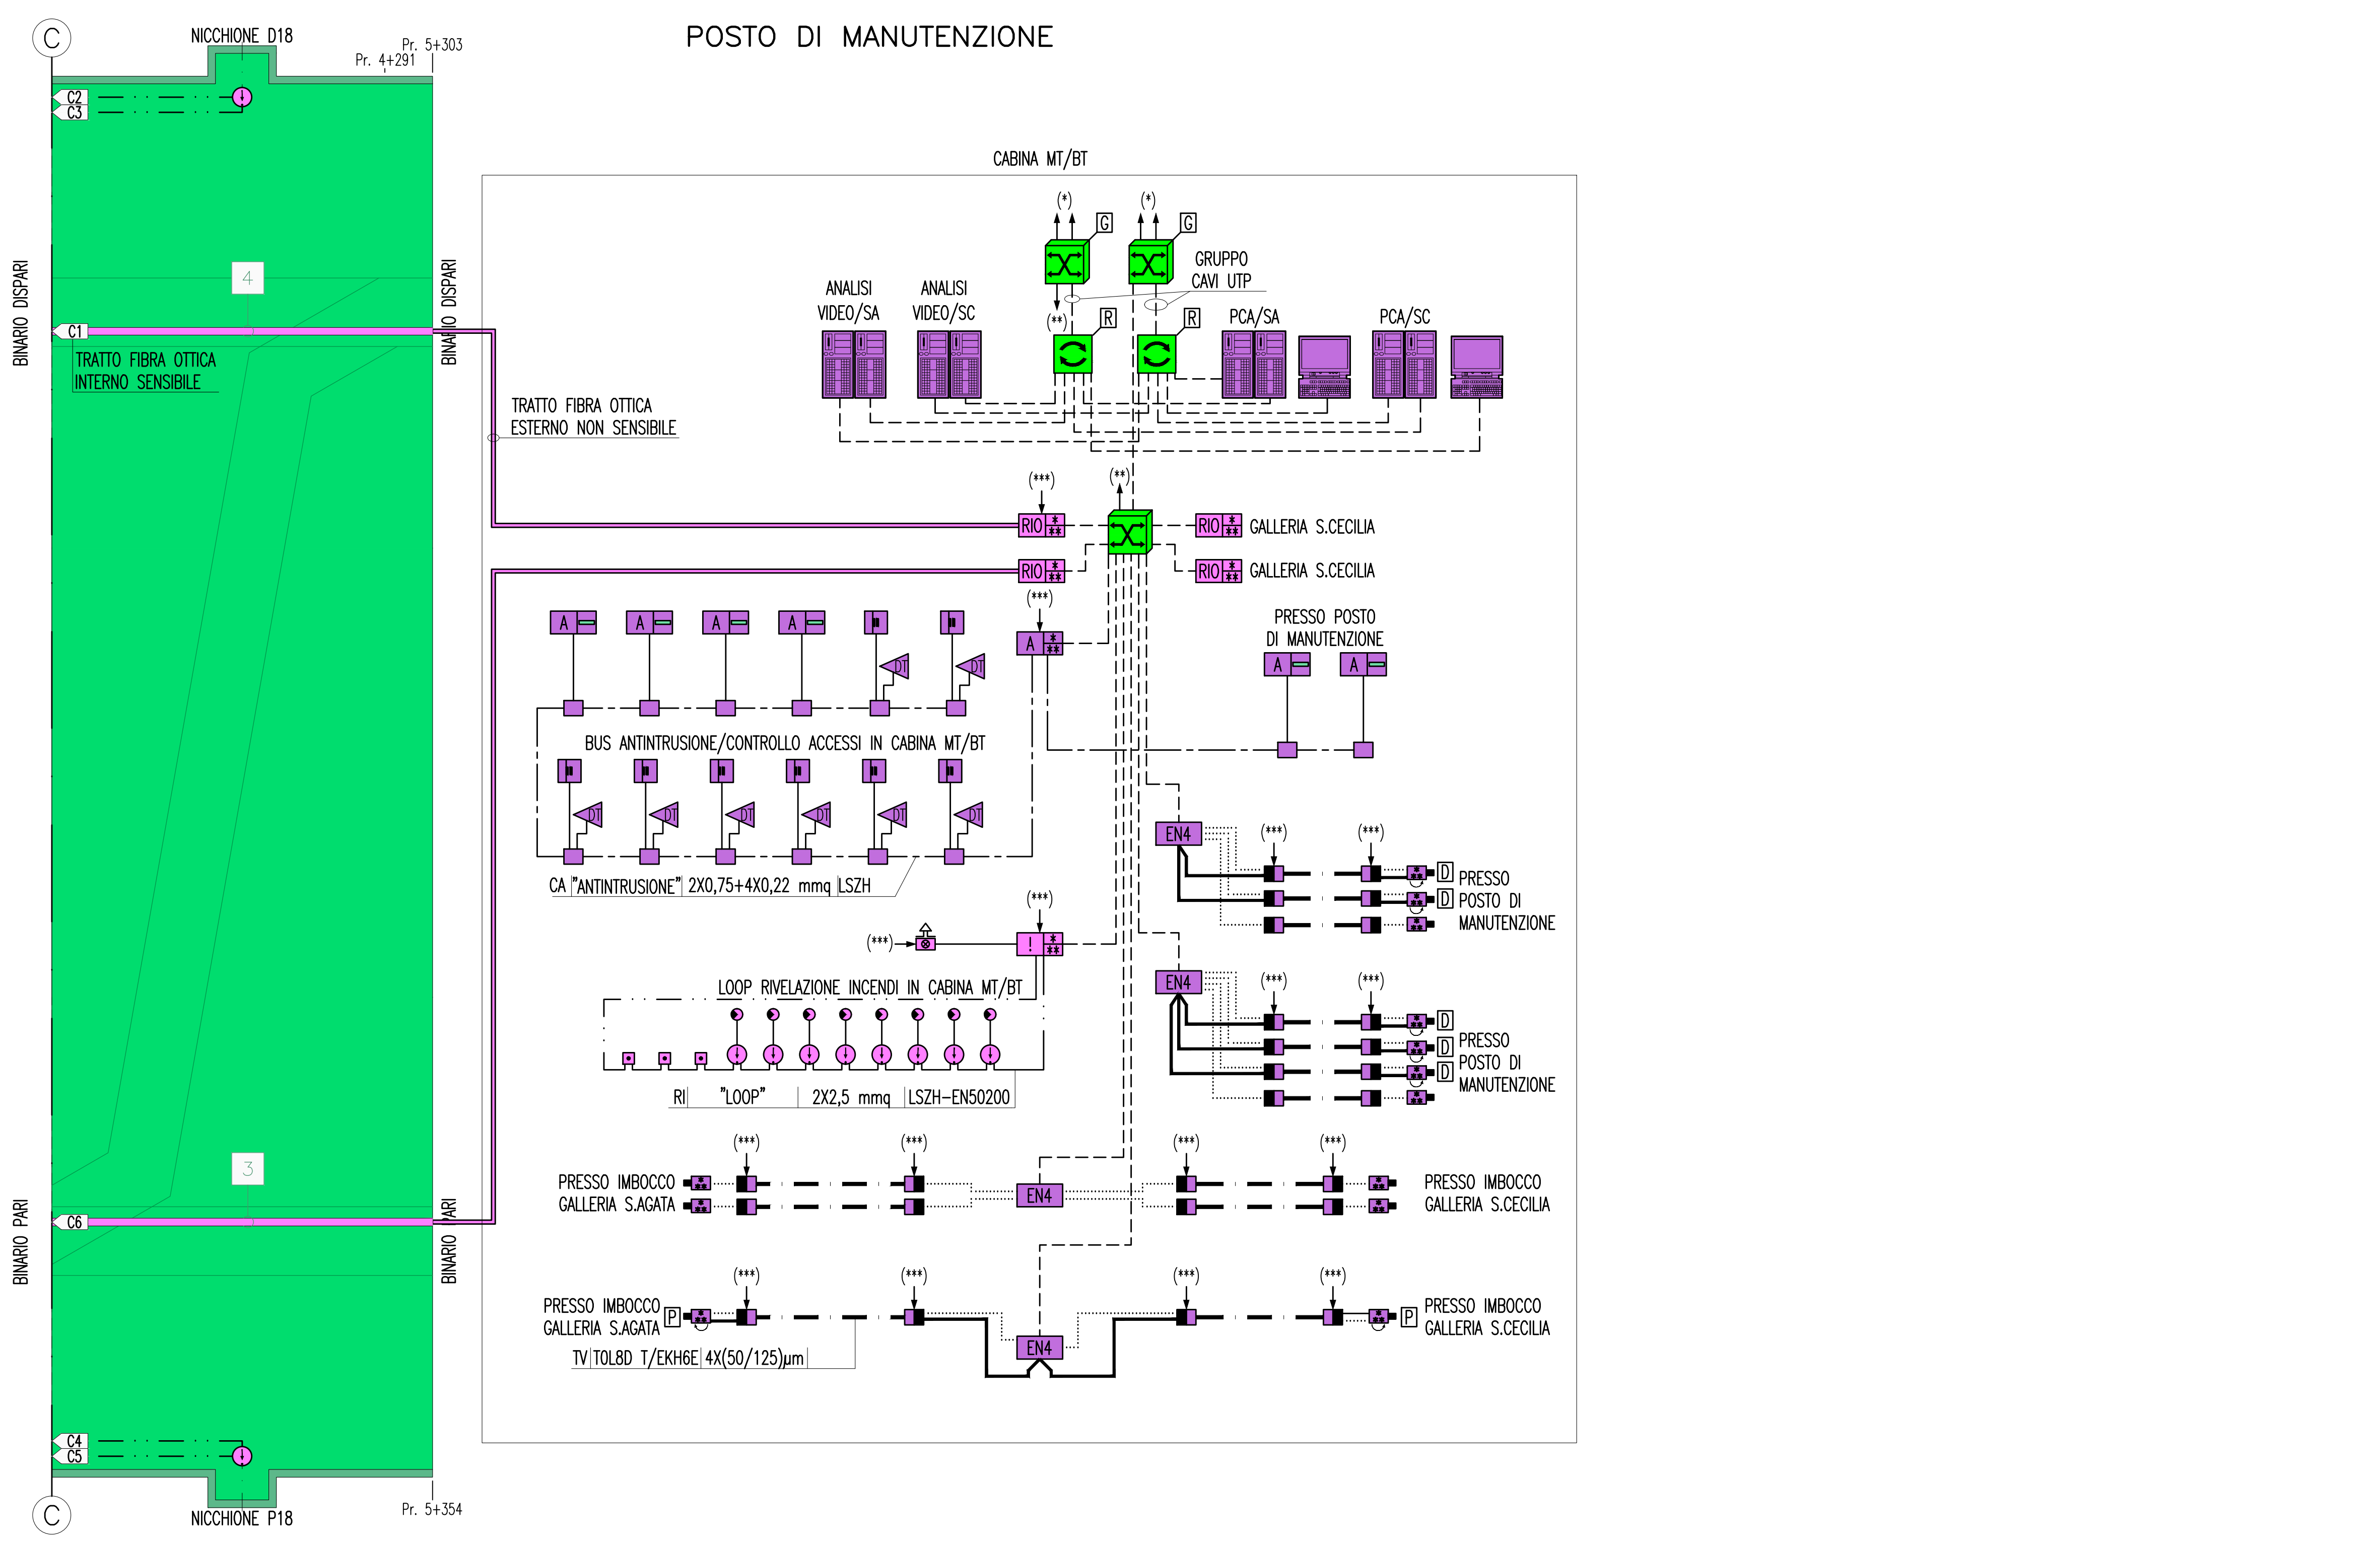 POSTO DI MANUTENZIONE
C
NICCHIONE D18
Pr. 5+303
Pr. 4+291
C2
C3
BINARIO DISPARI
4
BINARIO DISPARI
C1
TRATTO FIBRA OTTICA
INTERNO SENSIBILE
TRATTO FIBRA OTTICA
ESTERNO NON SENSIBILE
CABINA MT/BT
(*)
(*)
G
G
GRUPPO
CAVI UTP
ANALISI
VIDEO/SA
ANALISI
VIDEO/SC
(**)
R
R
PCA/SA
PCA/SC
(***)
(**)
RIO
* **
RIO
* **
GALLERIA S.CECILIA
RIO
* **
RIO
* **
GALLERIA S.CECILIA
(***)
A
A
A
A
A
* **
DT
DT
PRESSO POSTO
DI MANUTENZIONE
A
A
BUS ANTINTRUSIONE/CONTROLLO ACCESSI IN CABINA MT/BT
DT
DT
DT
DT
DT
DT
CA "ANTINTRUSIONE" 2X0,75+4X0,22 mmq LSZH
EN4
(***)
(***)
* **
D
* **
D
* **
PRESSO
POSTO DI
MANUTENZIONE
(***)
(***)
!
* **
LOOP RIVELAZIONE INCENDI IN CABINA MT/BT
RI "LOOP" 2X2,5 mmq LSZH-EN50200
EN4
(***)
(***)
* **
D
* **
D
* **
D
* **
PRESSO
POSTO DI
MANUTENZIONE
3
BINARIO PARI
BINARIO PARI
C6
(***)
(***)
(***)
(***)
PRESSO IMBOCCO
GALLERIA S.AGATA
* **
* **
EN4
* **
* **
PRESSO IMBOCCO
GALLERIA S.CECILIA
(***)
(***)
(***)
(***)
PRESSO IMBOCCO
GALLERIA S.AGATA
P
* **
EN4
* **
P
PRESSO IMBOCCO
GALLERIA S.CECILIA
TV TOL8D T/EKH6E 4X(50/125)µm
C4
C5
C
NICCHIONE P18
Pr. 5+354